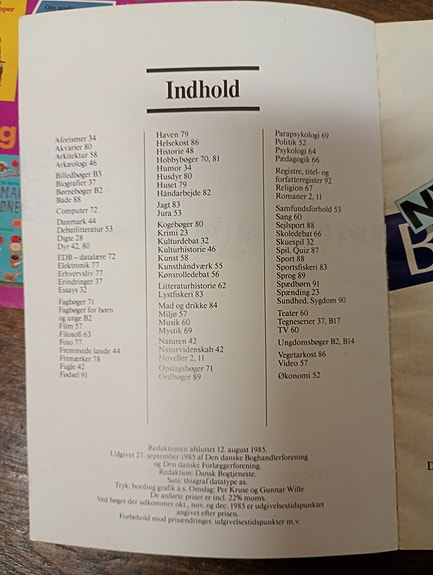 Indhold
Aforismer 34
Akvarier 80
Arkitektur 58
Arkæologi 46
Billedbøger B3
Biografier 37
Børnebøger B2
Både 88
Computer 72
Danmark 44
Debatlitteratur 53
Digte 28
Dyr 42, 80
EDB – datalære 72
Elektronik 77
Erhvervsliv 77
Erindringer 37
Essays 32
Fagbøger 71
Fagbøger for børn
og unge B2
Film 57
Filosofi 63
Foto 77
Fremmede lande 44
Frimærker 78
Fugle 42
Fødsel 91
Haven 79
Helsekost 86
Historie 48
Hobbybøger 70, 81
Humor 34
Husdyr 80
Huset 79
Håndarbejde 82
Jagt 83
Jura 53
Kogebøger 80
Krimi 23
Kulturdebat 32
Kulturhistorie 46
Kunst 58
Kunsthåndværk 55
Kønsrolledebat 56
Litteraturhistorie 62
Lystfiskeri 83
Mad og drikke 84
Miljø 57
Musik 60
Mystik 69
Naturen 42
Naturvidenskab 42
Noveller 2, 11
Opslagsbøger 71
Ordbøger 89
Parapsykologi 69
Politik 52
Psykologi 64
Pædagogik 66
Registre, titel- og
forfatteregister 92
Religion 67
Romaner 2, 11
Samfundsforhold 53
Sang 60
Sejlsport 88
Skoledebat 66
Skuespil 32
Spil. Quiz 87
Sport 88
Sportsfiskeri 83
Sprog 89
Spædbørn 91
Spænding 23
Sundhed, Sygdom 90
Teater 60
Tegneserier 37, B17
TV 60
Ungdomsbøger B2, B14
Vegetarkost 86
Video 57
Økonomi 52
Redaktionen afsluttet 12. august 1985.
Udgivet 27. september 1985 af Den danske Boghandlerforening
og Den danske Forlæggerforening.
Redaktion: Dansk Bogtjeneste.
Sats: thiagraf datatype as.
Tryk: bording grafik a.s. Omslag: Per Kruse og Gunnar Wille
De anførte priser er incl. 22% moms.
Ved bøger der udkommer okt., nov. og dec. 1985 er udgivelsestidspunktet
angivet efter prisen.
Forbehold mod prisændringer, udgivelsestidspunkter m.v.